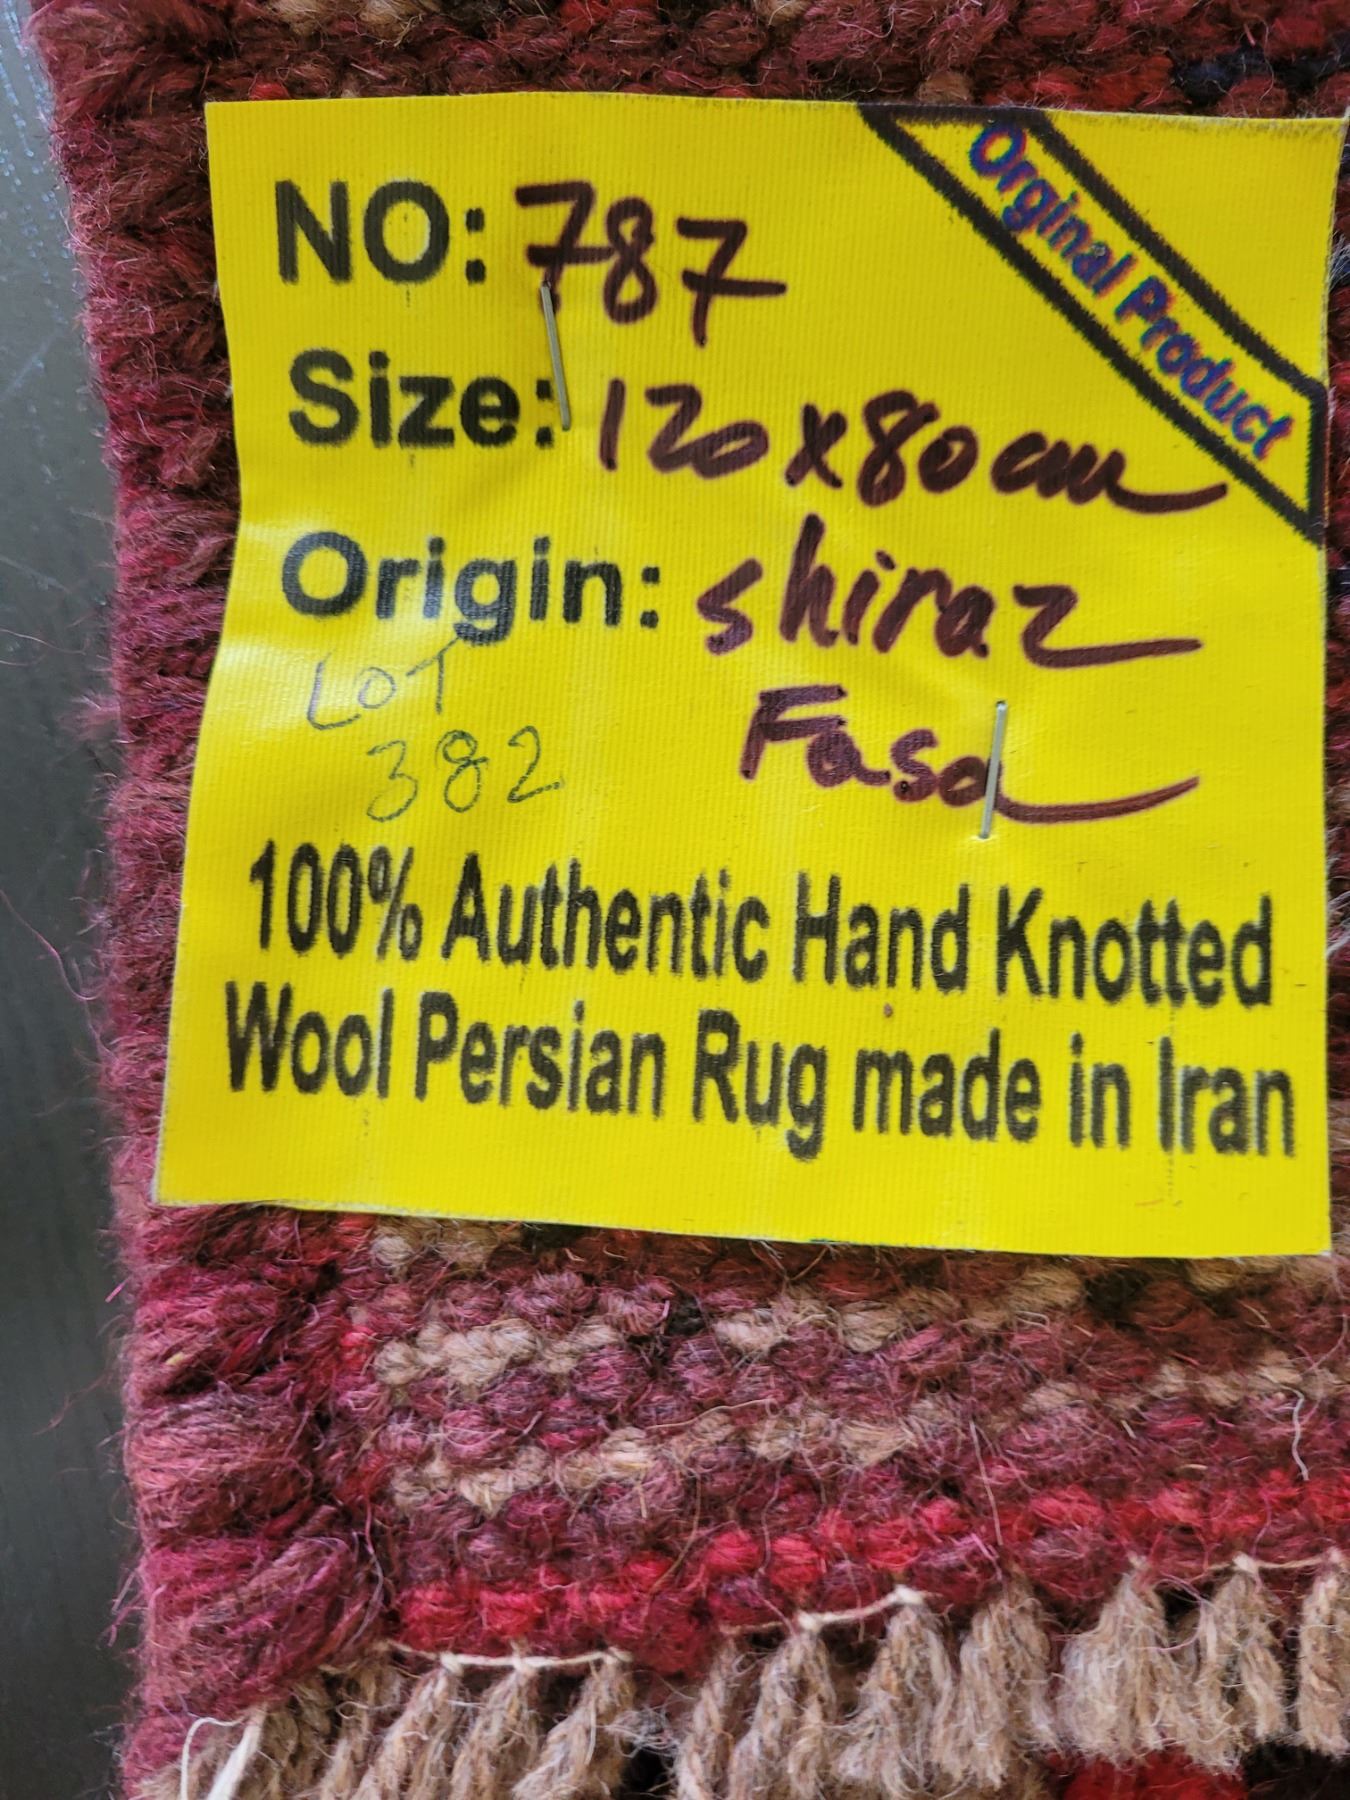 Orginal Product
NO: 787
Size: 120x80cm
Origin: shiraz
Fasa
LOT
382
100% Authentic Hand Knotted
Wool Persian Rug made in Iran